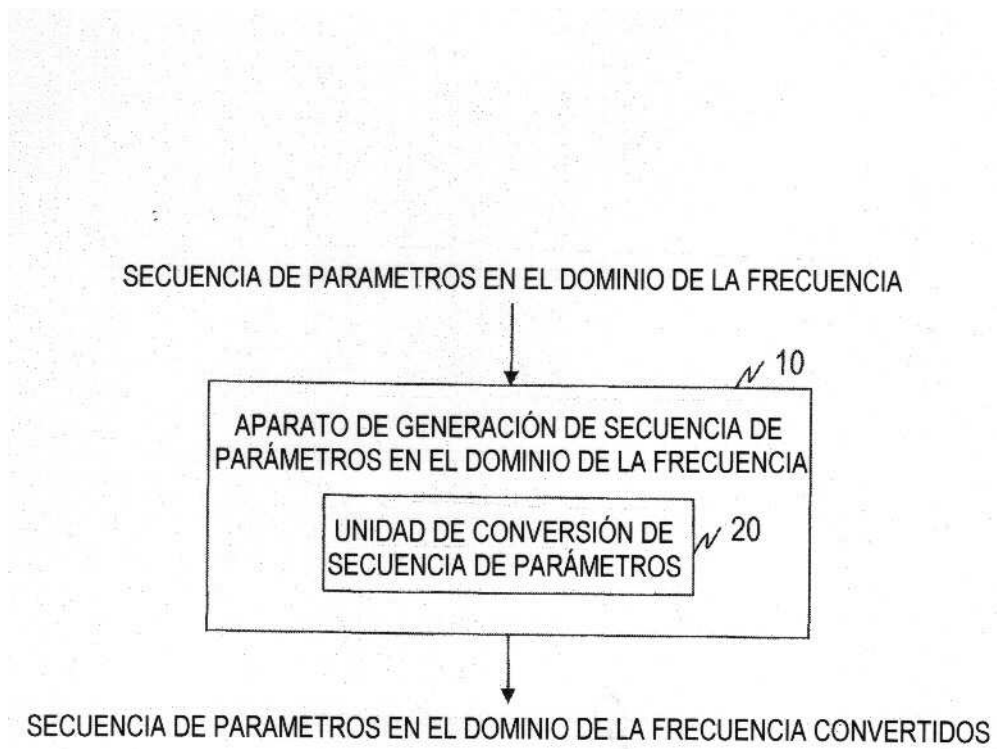 SECUENCIA DE PARAMETROS EN EL DOMINIO DE LA FRECUENCIA
10
APARATO DE GENERACIÓN DE SECUENCIA DE
PARÁMETROS EN EL DOMINIO DE LA FRECUENCIA
UNIDAD DE CONVERSIÓN DE
SECUENCIA DE PARÁMETROS
20
SECUENCIA DE PARAMETROS EN EL DOMINIO DE LA FRECUENCIA CONVERTIDOS